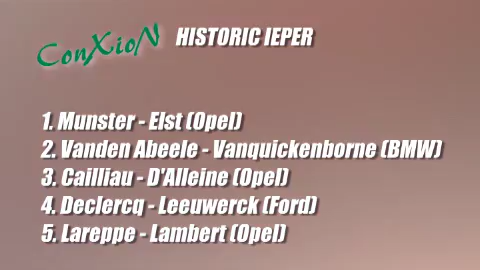 ConXioN
HISTORIC IEPER
1. Munster - Elst (Opel)
2. Vanden Abeele - Vanquickenborne (BMW)
3. Cailliau - D'Alleine (Opel)
4. Declercq - Leeuwerck (Ford)
5. Lareppe - Lambert (Opel)